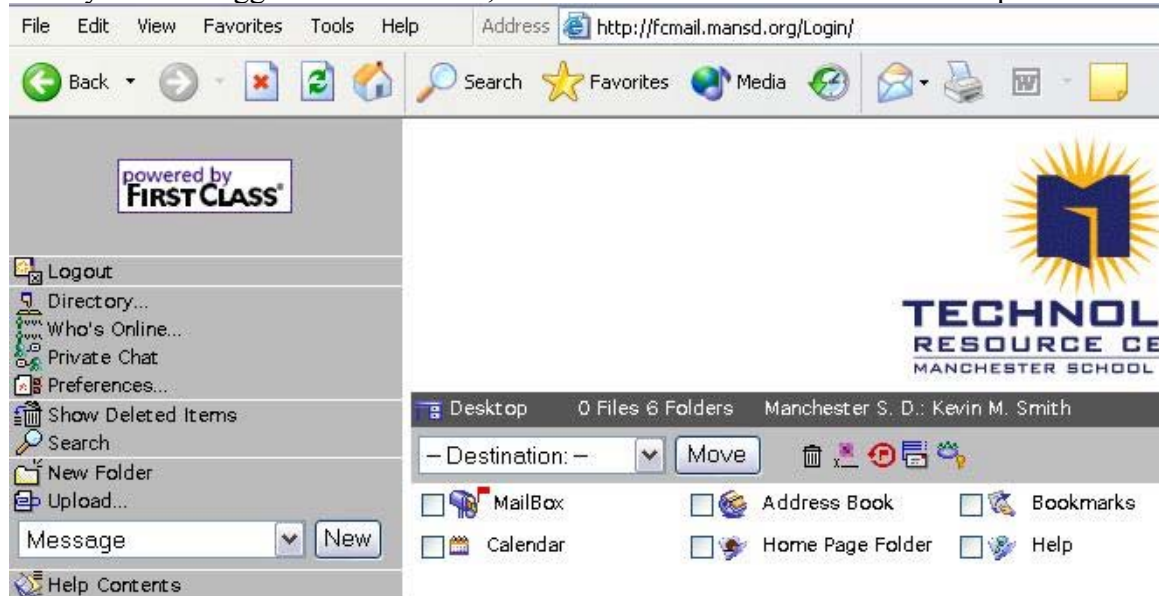 File Edit View Favorites Tools Help Address http://fcmail.mansd.org/Login/
Back Search Favorites Media
powered by
FIRSTCLASS®
Logout
Directory...
Who's Online...
Private Chat
Preferences...
Show Deleted Items
Search
New Folder
Upload...
Message New
Help Contents
TECHNOL
RESOURCE CE
MANCHESTER SCHOOL
Desktop 0 Files 6 Folders Manchester S. D.: Kevin M. Smith
– Destination: – Move
MailBox Address Book Bookmarks
Calendar Home Page Folder Help